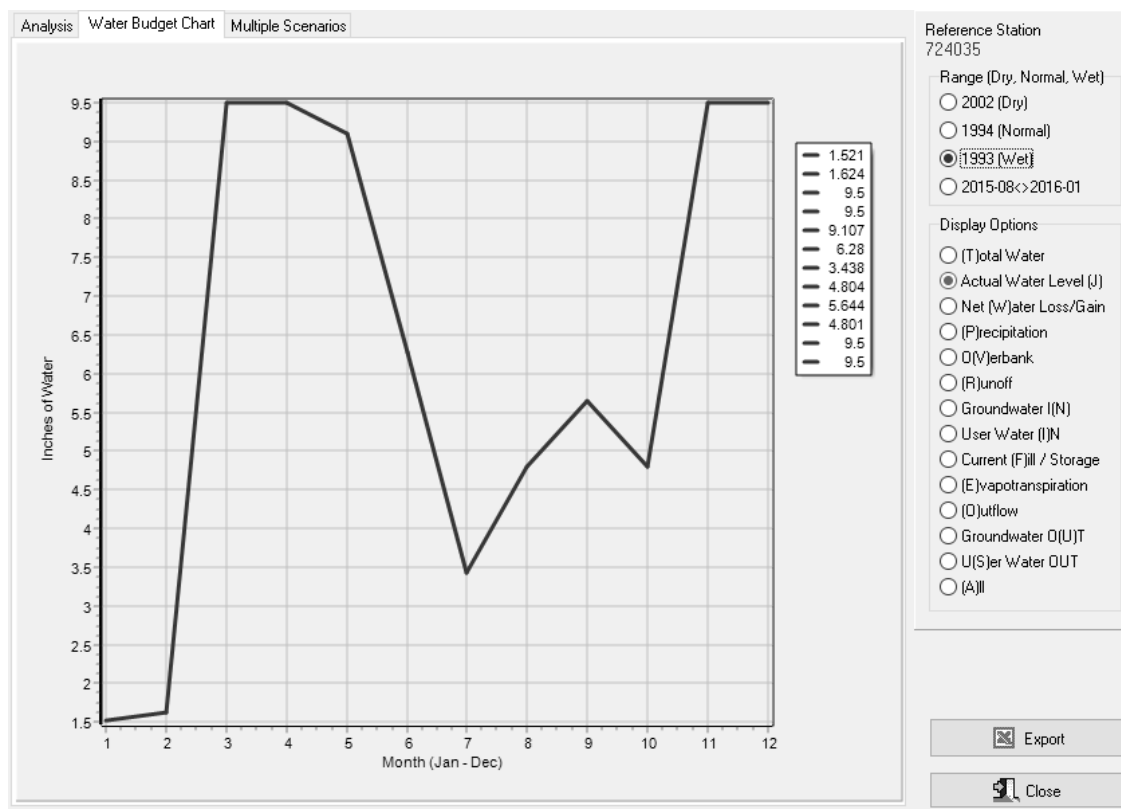 Analysis
Water Budget Chart
Multiple Scenarios
9.5
9
8.5
8
7.5
7
6.5
6
5.5
5
4.5
4
3.5
3
2.5
2
1.5
Inches of Water
1 2 3 4 5 6 7 8 9 10 11 12
Month (Jan - Dec)
1.521
1.624
9.5
9.5
9.107
6.28
3.438
4.804
5.644
4.801
9.5
9.5
Reference Station
724035
Range (Dry, Normal, Wet)
2002 (Dry)
1994 (Normal)
1993 (Wet)
2015-08<>2016-01
Display Options
(T)otal Water
Actual Water Level (J)
Net (W)ater Loss/Gain
(P)recipitation
O(V)erbank
(R)unoff
Groundwater I(N)
User Water (I)N
Current (F)ill / Storage
(E)vapotranspiration
(O)utflow
Groundwater O(U)T
U(S)er Water OUT
(A)ll
Export
Close